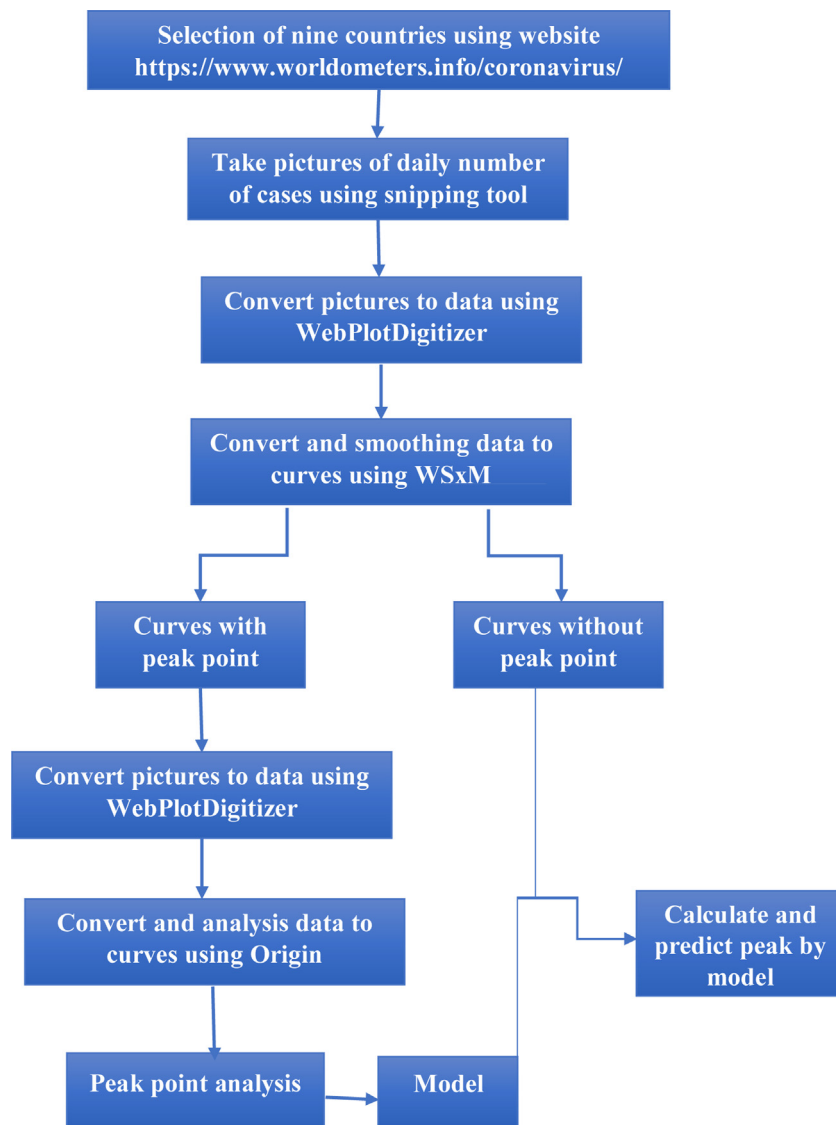 Selection of nine countries using website
https://www.worldometers.info/coronavirus/
Take pictures of daily number
of cases using snipping tool
Convert pictures to data using
WebPlotDigitizer
Convert and smoothing data to
curves using WSxM
Curves with
peak point
Curves without
peak point
Convert pictures to data using
WebPlotDigitizer
Convert and analysis data to
curves using Origin
Calculate and
predict peak by
model
Peak point analysis
Model